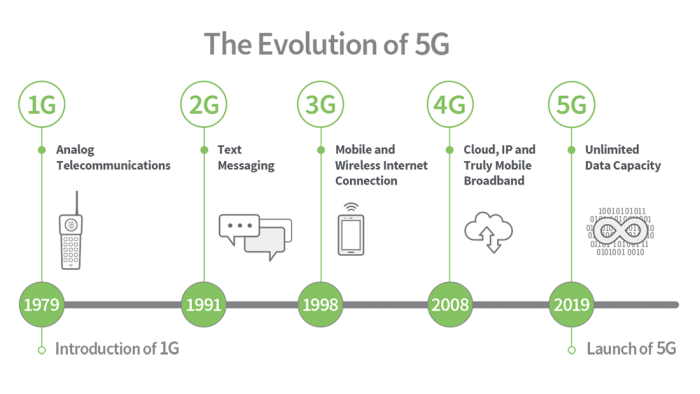 The Evolution of 5G
1G
2G
3G
4G
5G
Analog
Telecommunications
Text
Messaging
Mobile and
Wireless Internet
Connection
Cloud, IP and
Truly Mobile
Broadband
Unlimited
Data Capacity
10010101011
1979
1991
1998
2008
2019
Introduction of 1G
Launch of 5G